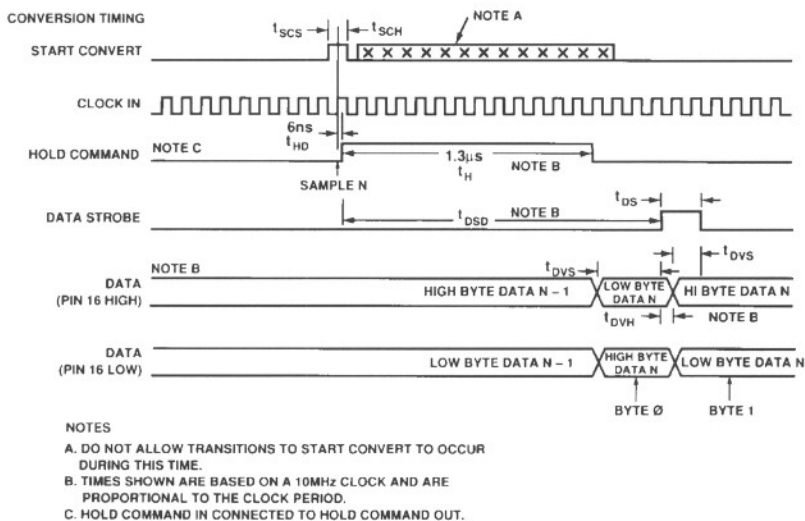 CONVERSION TIMING
tSCS tSCH NOTE A
START CONVERT
CLOCK IN
6ns
tHD
HOLD COMMAND NOTE C 1.3μs NOTE B
tH
SAMPLE N
DATA STROBE tDSD NOTE B tDS
tDVS
NOTE B tDVS
DATA
(PIN 16 HIGH)
HIGH BYTE DATA N – 1 LOW BYTE DATA N HI BYTE DATA N
tDVH NOTE B
DATA
(PIN 16 LOW)
LOW BYTE DATA N – 1 HIGH BYTE DATA N LOW BYTE DATA N
BYTE Ø BYTE 1
NOTES
A. DO NOT ALLOW TRANSITIONS TO START CONVERT TO OCCUR
DURING THIS TIME.
B. TIMES SHOWN ARE BASED ON A 10MHz CLOCK AND ARE
PROPORTIONAL TO THE CLOCK PERIOD.
C. HOLD COMMAND IN CONNECTED TO HOLD COMMAND OUT.